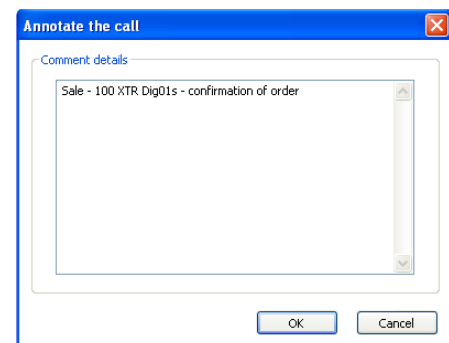 Annotate the call
Comment details
Sale - 100 XTR Dig01s - confirmation of order
OK
Cancel